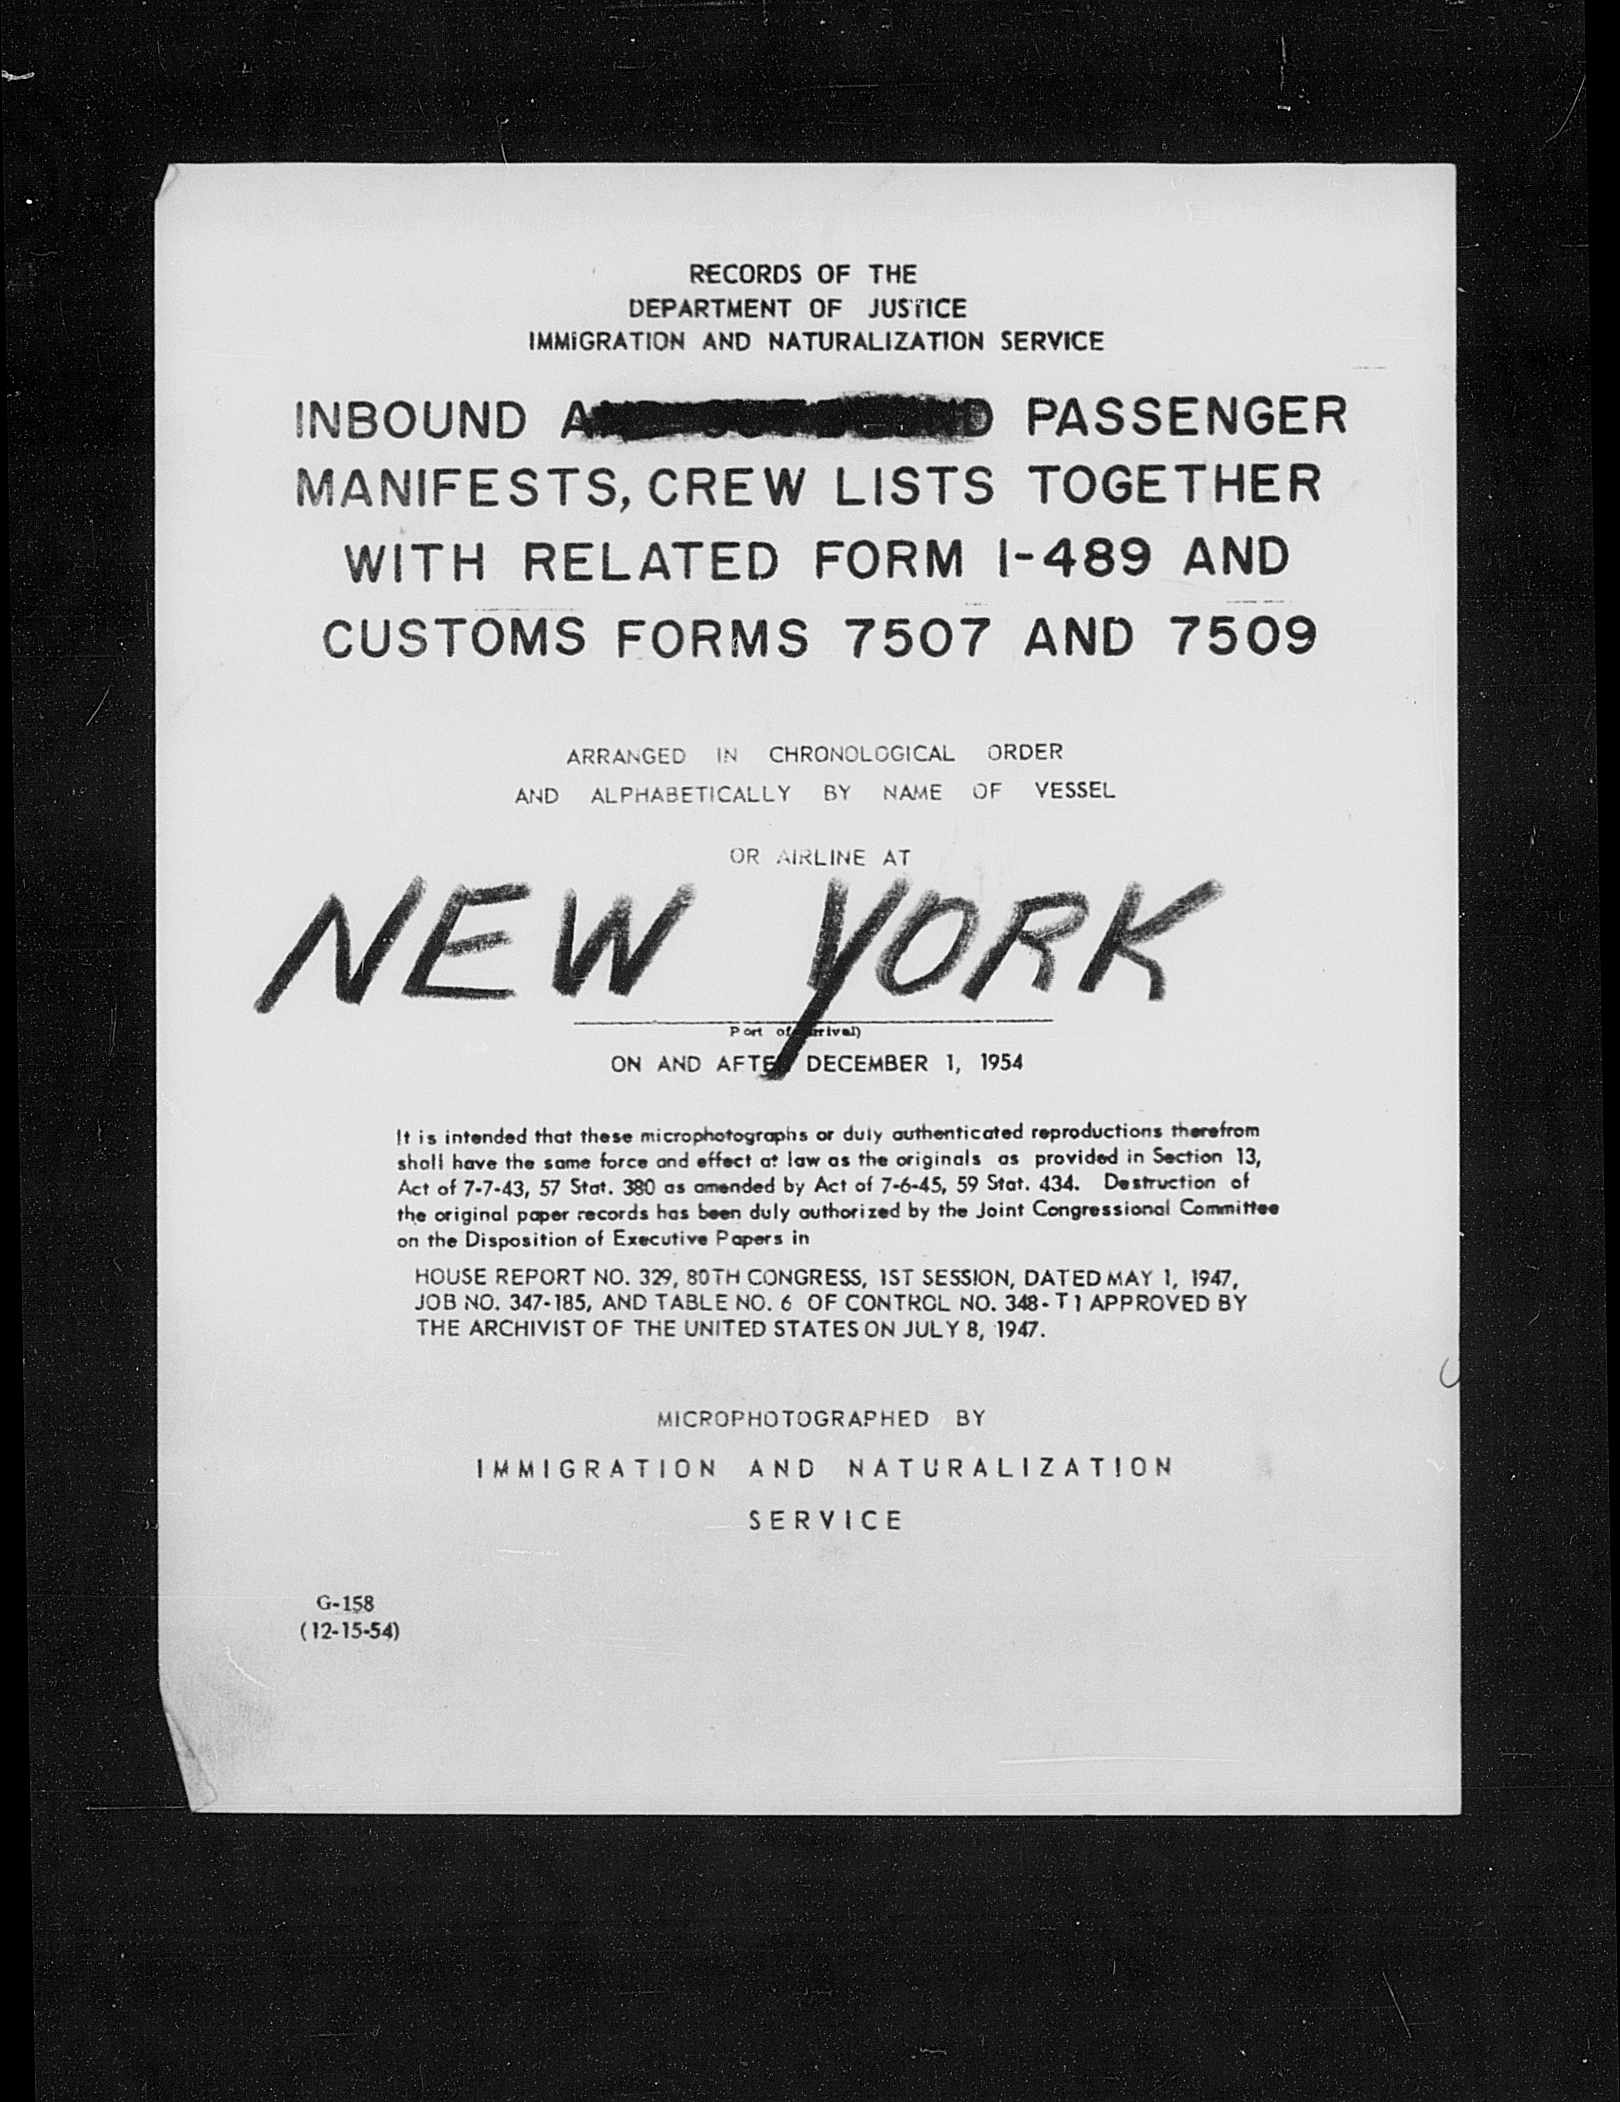 RECORDS OF THE
DEPARTMENT OF JUSTICE
IMMIGRATION AND NATURALIZATION SERVICE
INBOUND PASSENGER
MANIFESTS, CREW LISTS TOGETHER
WITH RELATED FORM I-489 AND
CUSTOMS FORMS 7507 AND 7509
ARRANGED IN CHRONOLOGICAL ORDER
AND ALPHABETICALLY BY NAME OF VESSEL
OR AIRLINE AT
NEW YORK
Port of Arrival)
ON AND AFTER DECEMBER 1, 1954
It is intended that these microphotographs or duly authenticated reproductions therefrom
shall have the same force and effect at law as the originals as provided in Section 13,
Act of 7-7-43, 57 Stat. 380 as amended by Act of 7-6-45, 59 Stat. 434. Destruction of
the original paper records has been duly authorized by the Joint Congressional Committee
on the Disposition of Executive Papers in
HOUSE REPORT NO. 329, 80TH CONGRESS, 1ST SESSION, DATED MAY 1, 1947,
JOB NO. 347-185, AND TABLE NO. 6 OF CONTROL NO. 348-T1 APPROVED BY
THE ARCHIVIST OF THE UNITED STATES ON JULY 8, 1947.
MICROPHOTOGRAPHED BY
IMMIGRATION AND NATURALIZATION
SERVICE
G-158
(12-15-54)